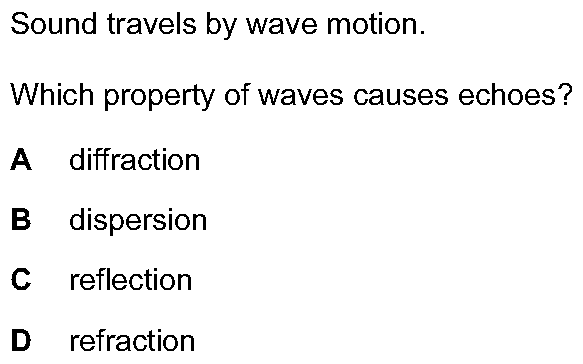 Sound travels by wave motion.
Which property of waves causes echoes?
A diffraction
B dispersion
C reflection
D refraction